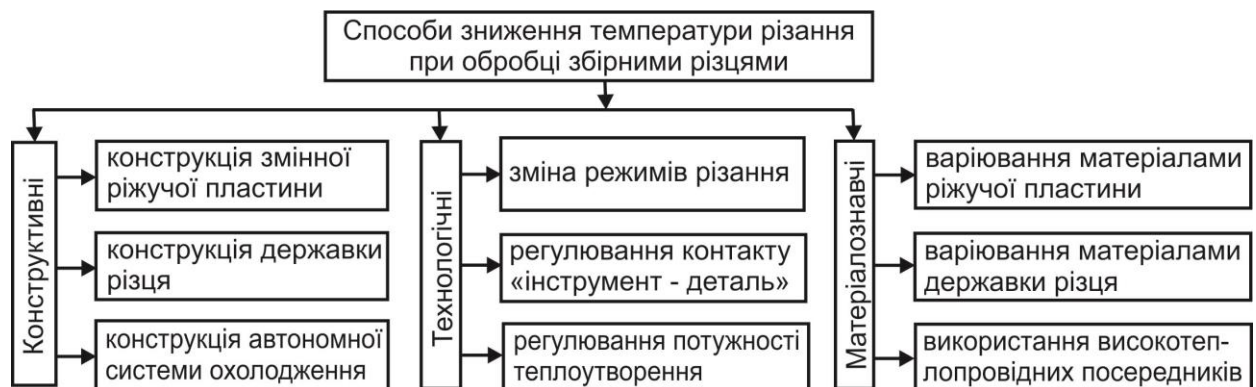 Способи зниження температури різання
при обробці збірними різцями
Конструктивні
конструкція змінної
ріжучої пластини
конструкція державки
різця
конструкція автономної
системи охолодження
Технологічні
зміна режимів різання
регулювання контакту
«інструмент - деталь»
регулювання потужності
теплоутворення
Матеріалознавчі
варіювання матеріалами
ріжучої пластини
варіювання матеріалами
державки різця
використання високотеп-
лопровідних посередників